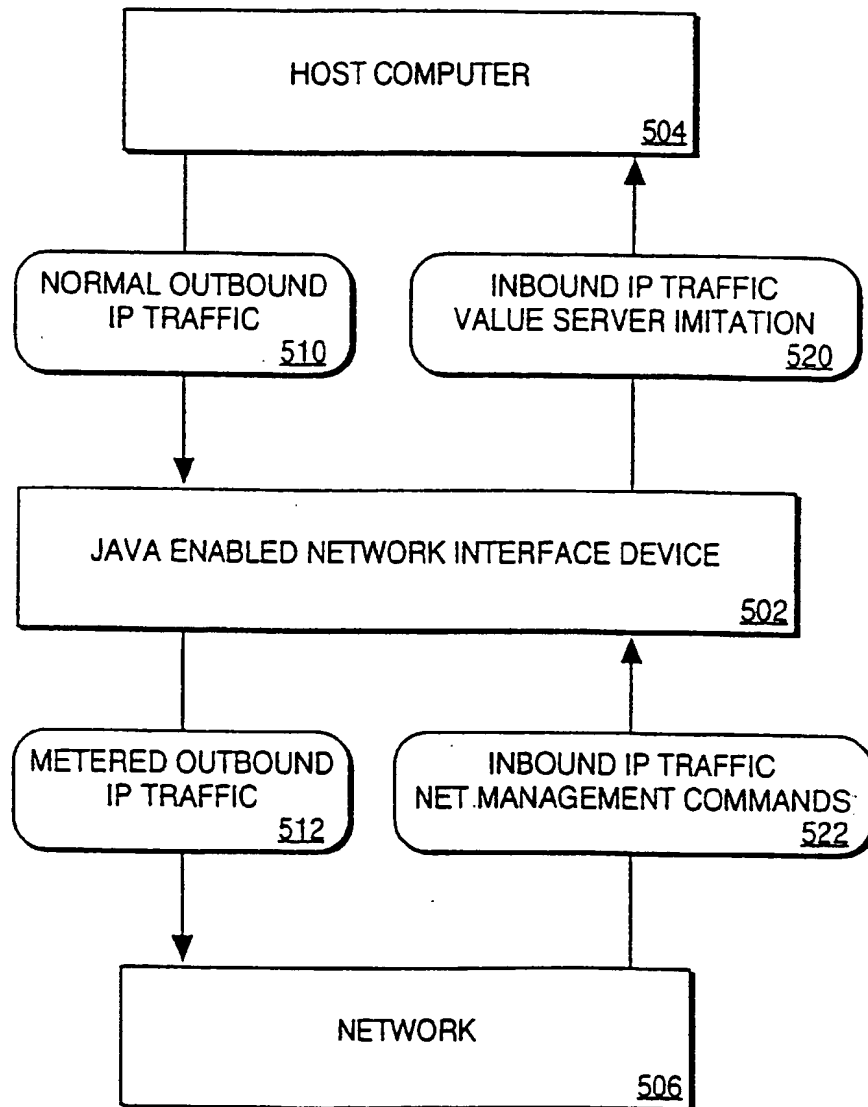 HOST COMPUTER
504
NORMAL OUTBOUND
IP TRAFFIC
510
INBOUND IP TRAFFIC
VALUE SERVER IMITATION
520
JAVA ENABLED NETWORK INTERFACE DEVICE
502
METERED OUTBOUND
IP TRAFFIC
512
INBOUND IP TRAFFIC
NET.MANAGEMENT COMMANDS
522
NETWORK
506